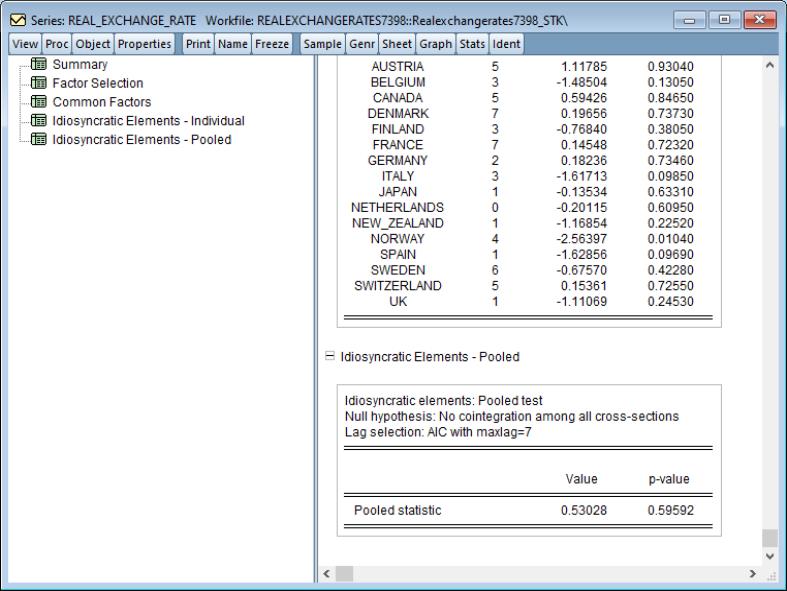 Series: REAL_EXCHANGE_RATE Workfile: REALEXCHANGERATES7398::Realexchangerates7398_STK\
View Proc Object Properties Print Name Freeze Sample Genr Sheet Graph Stats Ident
Summary
Factor Selection
Common Factors
Idiosyncratic Elements - Individual
Idiosyncratic Elements - Pooled
AUSTRIA 5 1.11785 0.93040
BELGIUM 3 -1.48504 0.13050
CANADA 5 0.59426 0.84650
DENMARK 7 0.19656 0.73730
FINLAND 3 -0.76840 0.38050
FRANCE 7 0.14548 0.72320
GERMANY 2 0.18236 0.73460
ITALY 3 -1.61713 0.09850
JAPAN 1 -0.13534 0.63310
NETHERLANDS 0 -0.20115 0.60950
NEW_ZEALAND 1 -1.16854 0.22520
NORWAY 4 -2.56397 0.01040
SPAIN 1 -1.62856 0.09690
SWEDEN 6 -0.67570 0.42280
SWITZERLAND 5 0.15361 0.72550
UK 1 -1.11069 0.24530
Idiosyncratic Elements - Pooled
Idiosyncratic elements: Pooled test
Null hypothesis: No cointegration among all cross-sections
Lag selection: AIC with maxlag=7
Value p-value
Pooled statistic 0.53028 0.59592